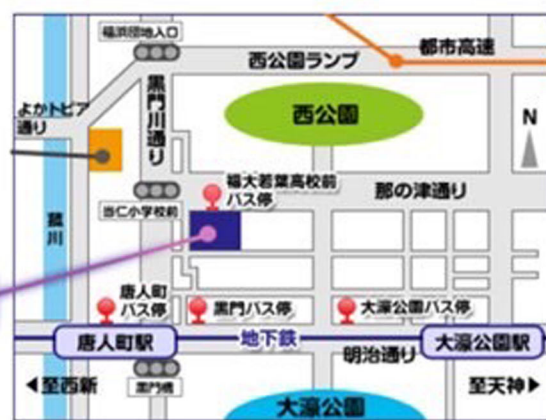 福浜団地入口
西公園ランプ
都市高速
よかトピア
通り
黒門川通り
西公園
N
福大若葉高校前
バス停
那の津通り
当仁小学校前
菰川
唐人町
バス停
黒門バス停
大濠公園バス停
唐人町駅
地下鉄
明治通り
大濠公園駅
◀至西新
黒門橋
大濠公園
至天神▶